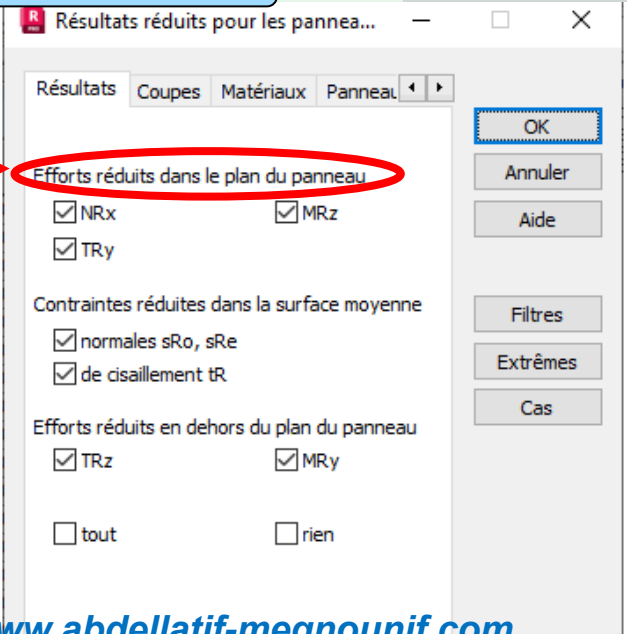 R
PRO
Résultats réduits pour les pannea...
Résultats Coupes Matériaux Panneau
OK
Efforts réduits dans le plan du panneau
Annuler
NRx MRz
Aide
TRy
Contraintes réduites dans la surface moyenne
Filtres
normales sRo, sRe
Extrêmes
de cisaillement tR
Cas
Efforts réduits en dehors du plan du panneau
TRz MRy
tout rien
www.abdellatif-megnounif.com